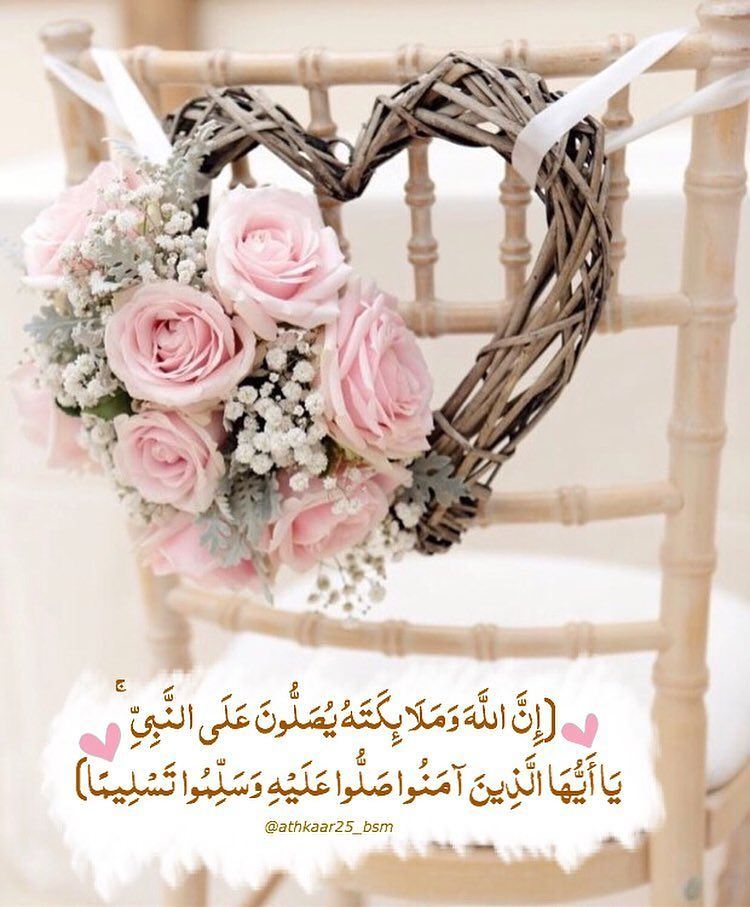 (إِنَّ اللَّهَ وَمَلَائِكَتَهُ يُصَلُّونَ عَلَى النَّبِيِّ ۚ
يَا أَيُّهَا الَّذِينَ آمَنُوا صَلُّوا عَلَيْهِ وَسَلِّمُوا تَسْلِيمًا)
@athkaar25_bsm